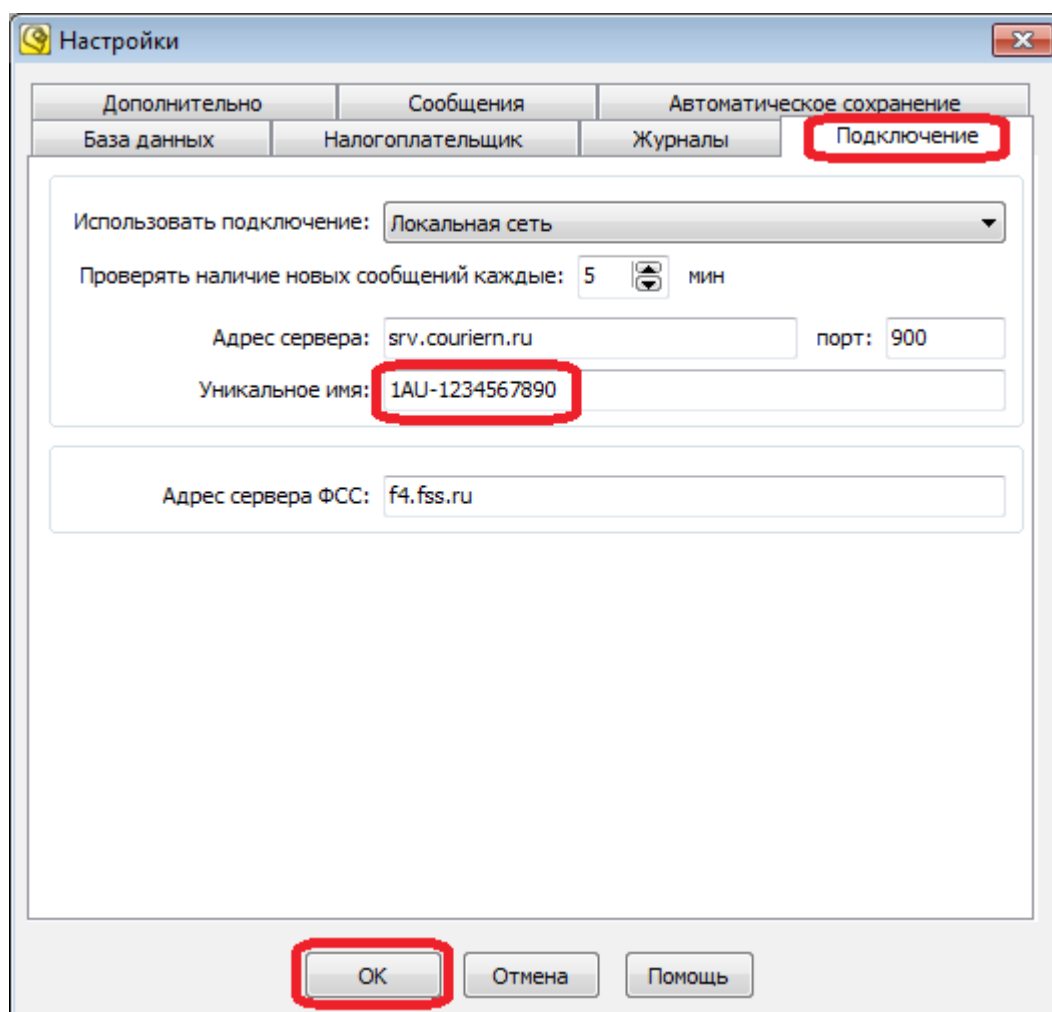 Настройки
Дополнительно Сообщения Автоматическое сохранение
База данных Налогоплательщик Журналы Подключение
Использовать подключение: Локальная сеть
Проверять наличие новых сообщений каждые: 5 мин
Адрес сервера: srv.couriern.ru порт: 900
Уникальное имя: 1AU-1234567890
Адрес сервера ФСС: f4.fss.ru
ОК Отмена Помощь